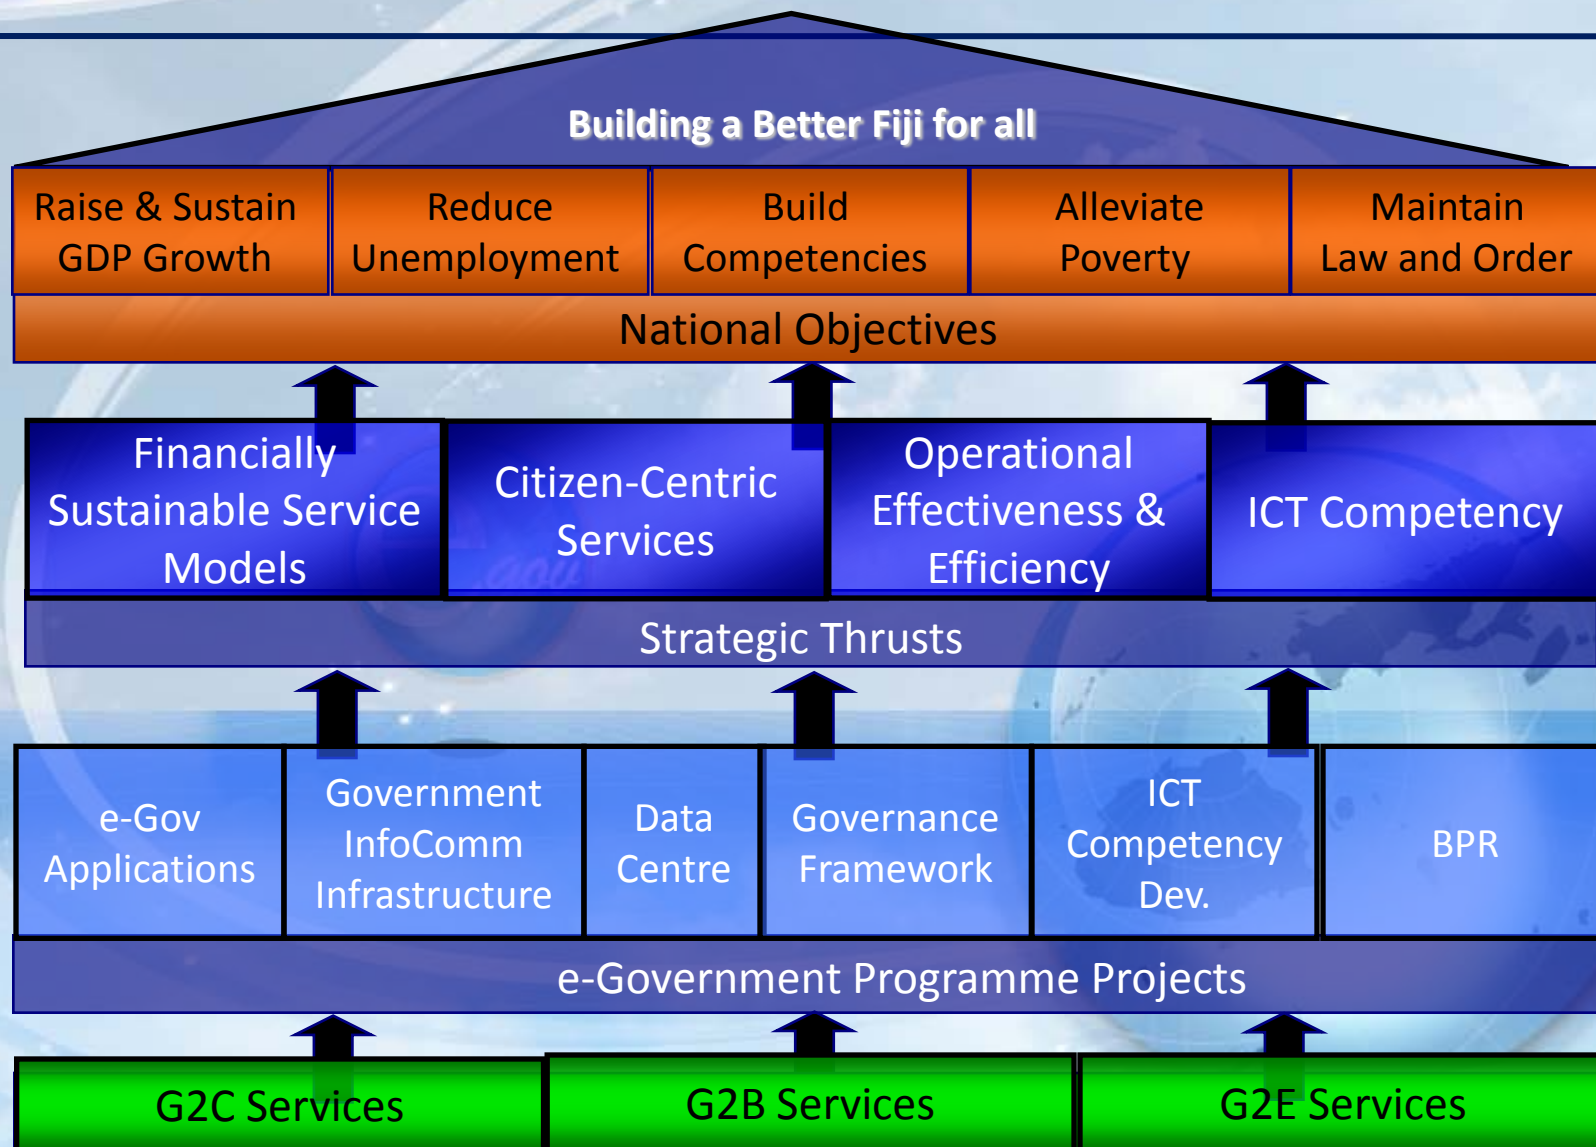 Building a Better Fiji for all
Raise & Sustain
GDP Growth
Reduce
Unemployment
Build
Competencies
Alleviate
Poverty
Maintain
Law and Order
National Objectives
Financially
Sustainable Service
Models
Citizen-Centric
Services
Operational
Effectiveness &
Efficiency
ICT Competency
Strategic Thrusts
e-Gov
Applications
Government
InfoComm
Infrastructure
Data
Centre
Governance
Framework
ICT
Competency
Dev.
BPR
e-Government Programme Projects
G2C Services
G2B Services
G2E Services